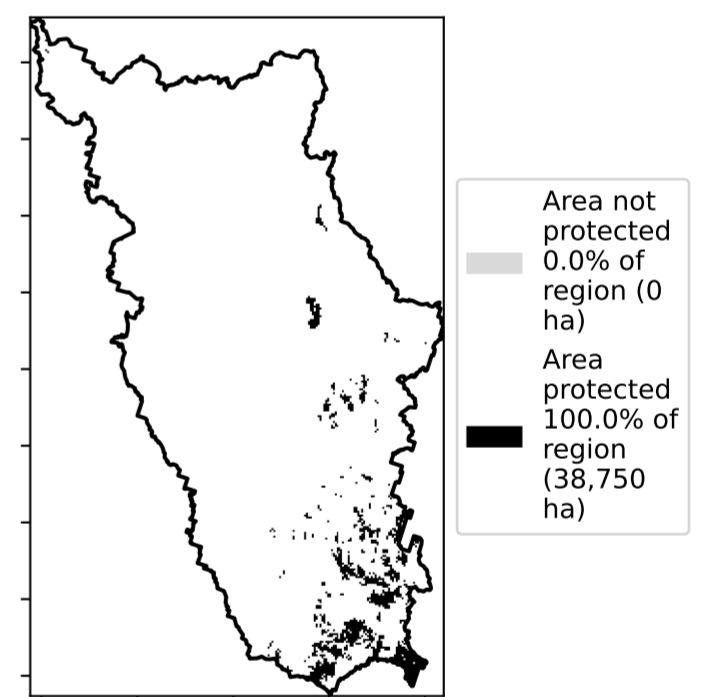 Area not
protected
0.0% of
region (0
ha)
Area
protected
100.0% of
region
(38,750
ha)